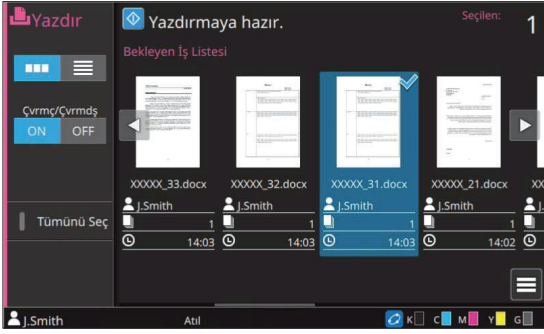 Yazdır
Yazdırmaya hazır.
Seçilen: 1
Bekleyen İş Listesi
Çvrmç/Çvrmdş
ON OFF
XXXXX_33.docx XXXXX_32.docx XXXXX_31.docx XXXXX_21.docx XX
J.Smith J.Smith J.Smith J.Smith
1 1 1 1
Tümünü Seç
14:03 14:03 14:03 14:02
J.Smith Atıl K C M Y G